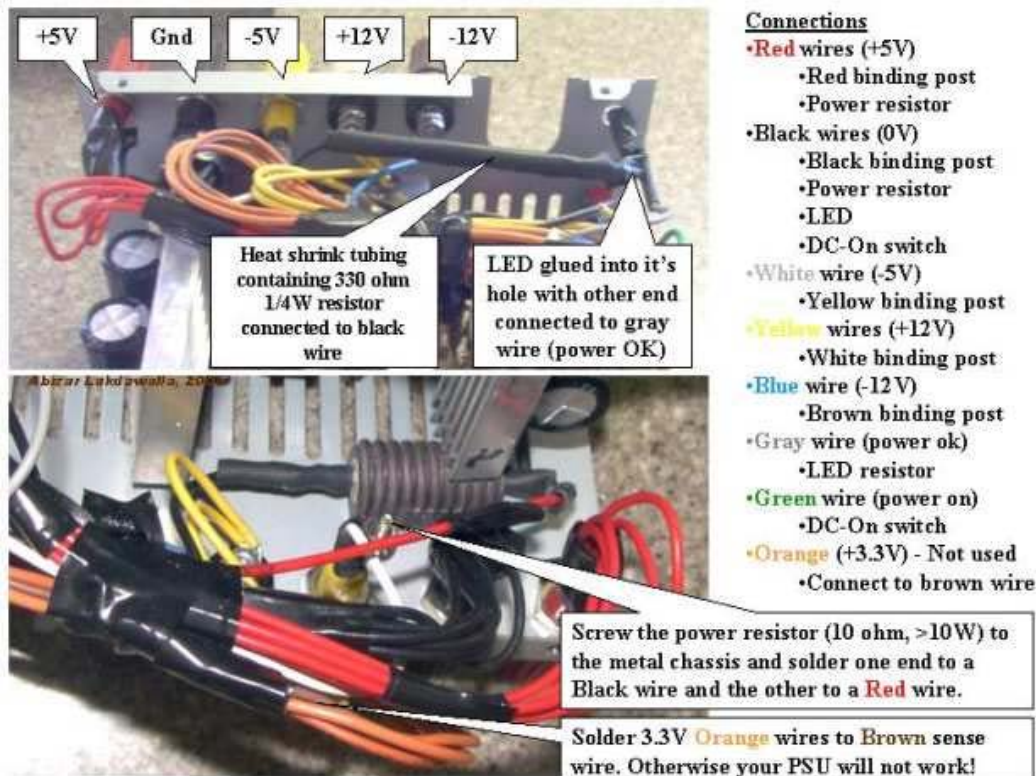 +5V
Gnd
-5V
+12V
-12V
Heat shrink tubing
containing 330 ohm
1/4W resistor
connected to black
wire
LED glued into it's
hole with other end
connected to gray
wire (power OK)
Abizar Lakdawalla,
Connections
•Red wires (+5V)
•Red binding post
•Power resistor
•Black wires (0V)
•Black binding post
•Power resistor
•LED
•DC-On switch
•White wire (-5V)
•Yellow binding post
•Yellow wires (+12V)
•White binding post
•Blue wire (-12V)
•Brown binding post
•Gray wire (power ok)
•LED resistor
•Green wire (power on)
•DC-On switch
•Orange (+3.3V) - Not used
•Connect to brown wire
Screw the power resistor (10 ohm, >10W) to
the metal chassis and solder one end to a
Black wire and the other to a Red wire.
Solder 3.3V Orange wires to Brown sense
wire. Otherwise your PSU will not work!